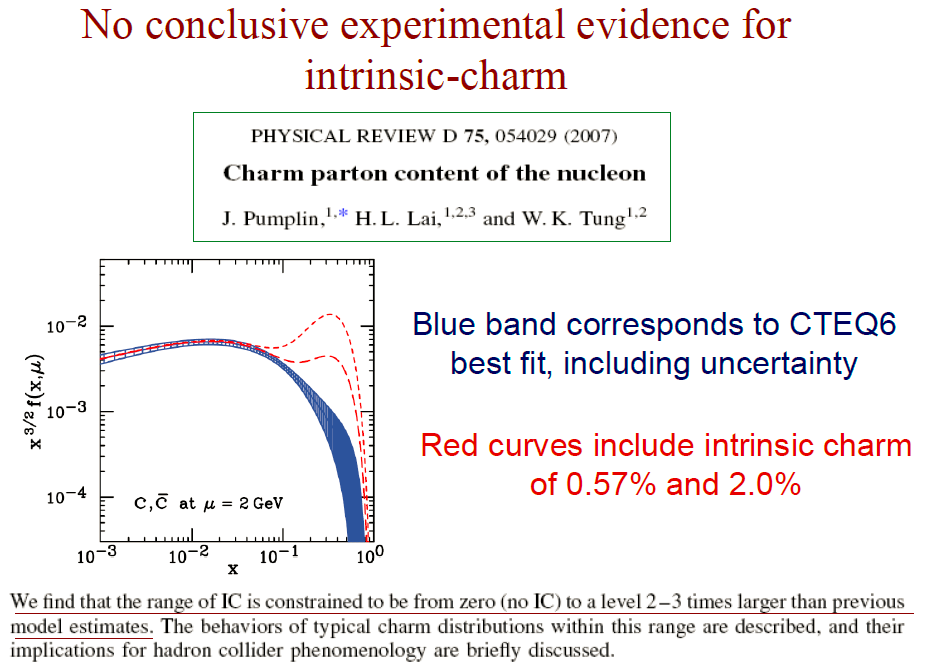 No conclusive experimental evidence for
intrinsic-charm
PHYSICAL REVIEW D 75, 054029 (2007)
Charm parton content of the nucleon
J. Pumplin,¹,* H. L. Lai,¹,²,³ and W. K. Tung¹,²
10⁻²
10⁻³
10⁻⁴
x³/² f(x,μ)
c,c̅ at μ = 2 GeV
10⁻³ 10⁻² 10⁻¹ 10⁰
x
Blue band corresponds to CTEQ6
best fit, including uncertainty
Red curves include intrinsic charm
of 0.57% and 2.0%
We find that the range of IC is constrained to be from zero (no IC) to a level 2–3 times larger than previous
model estimates. The behaviors of typical charm distributions within this range are described, and their
implications for hadron collider phenomenology are briefly discussed.